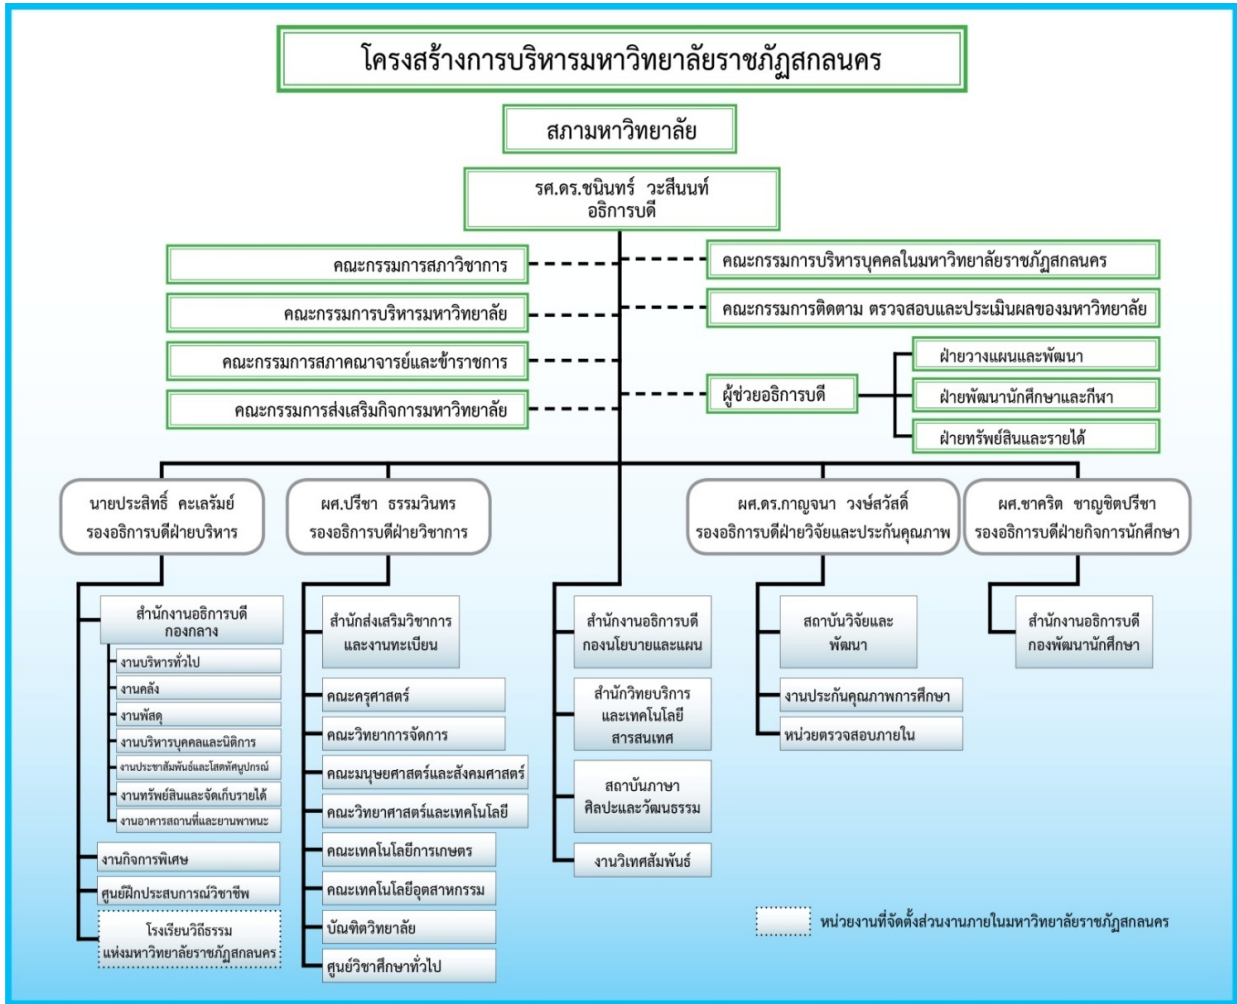 โครงสร้างการบริหารมหาวิทยาลัยราชภัฏสกลนคร
สภามหาวิทยาลัย
รศ.ดร.ชนินทร์ วะสีนนท์
อธิการบดี
คณะกรรมการสภาวิชาการ
คณะกรรมการบริหารมหาวิทยาลัย
คณะกรรมการสภาคณาจารย์และข้าราชการ
คณะกรรมการส่งเสริมกิจการมหาวิทยาลัย
คณะกรรมการบริหารบุคคลในมหาวิทยาลัยราชภัฏสกลนคร
คณะกรรมการติดตาม ตรวจสอบและประเมินผลของมหาวิทยาลัย
ผู้ช่วยอธิการบดี
ฝ่ายวางแผนและพัฒนา
ฝ่ายพัฒนานักศึกษาและกีฬา
ฝ่ายทรัพย์สินและรายได้
นายประสิทธิ์ คะเลรัมย์
รองอธิการบดีฝ่ายบริหาร
สำนักงานอธิการบดี
กองกลาง
งานบริหารทั่วไป
งานคลัง
งานพัสดุ
งานบริหารบุคคลและนิติการ
งานประชาสัมพันธ์และโสตทัศนูปกรณ์
งานทรัพย์สินและจัดเก็บรายได้
งานอาคารสถานที่และยานพาหนะ
งานกิจการพิเศษ
ศูนย์ฝึกประสบการณ์วิชาชีพ
โรงเรียนวิถีธรรม
แห่งมหาวิทยาลัยราชภัฏสกลนคร
ผศ.ปรีชา ธรรมวินทร
รองอธิการบดีฝ่ายวิชาการ
สำนักส่งเสริมวิชาการ
และงานทะเบียน
คณะครุศาสตร์
คณะวิทยาการจัดการ
คณะมนุษยศาสตร์และสังคมศาสตร์
คณะวิทยาศาสตร์และเทคโนโลยี
คณะเทคโนโลยีการเกษตร
คณะเทคโนโลยีอุตสาหกรรม
บัณฑิตวิทยาลัย
ศูนย์วิชาศึกษาทั่วไป
สำนักงานอธิการบดี
กองนโยบายและแผน
สำนักวิทยบริการ
และเทคโนโลยี
สารสนเทศ
สถาบันภาษา
ศิลปะและวัฒนธรรม
งานวิเทศสัมพันธ์
ผศ.ดร.กาญจนา วงษ์สวัสดิ์
รองอธิการบดีฝ่ายวิจัยและประกันคุณภาพ
สถาบันวิจัยและ
พัฒนา
งานประกันคุณภาพการศึกษา
หน่วยตรวจสอบภายใน
ผศ.ชาคริต ชาญชิตปรีชา
รองอธิการบดีฝ่ายกิจการนักศึกษา
สำนักงานอธิการบดี
กองพัฒนานักศึกษา
หน่วยงานที่จัดตั้งส่วนงานภายในมหาวิทยาลัยราชภัฏสกลนคร